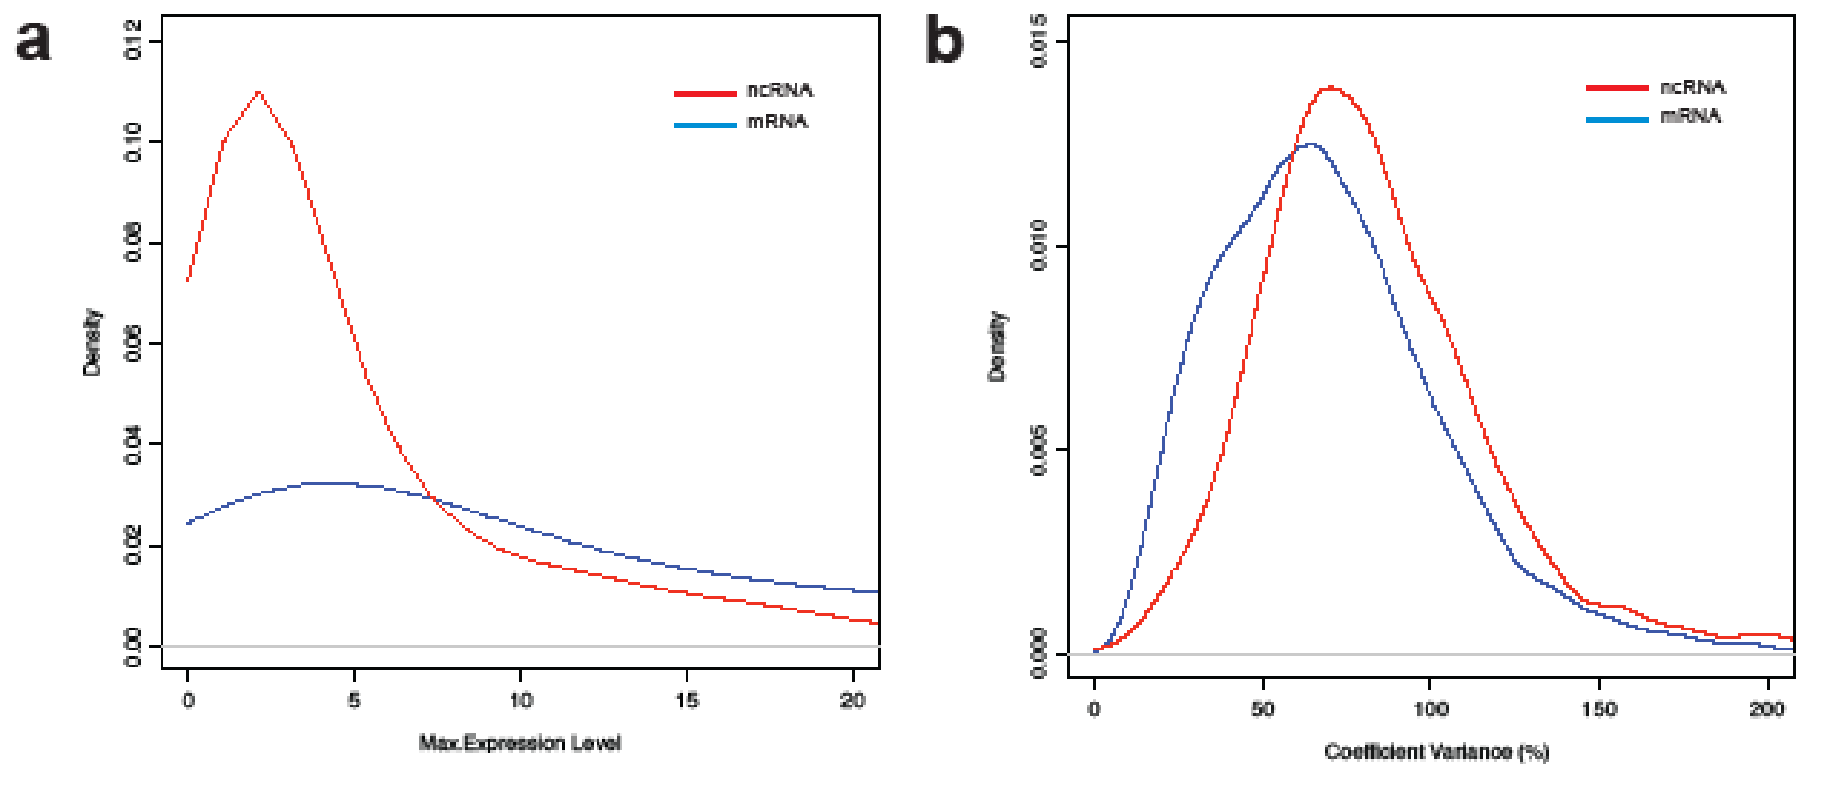 a
0.12
0.10
0.08
0.06
0.04
0.02
0.00
Density
ncRNA
mRNA
0 5 10 15 20
Max.Expression Level
b
0.015
0.010
0.005
0.000
Density
ncRNA
mRNA
0 50 100 150 200
Coefficient Variance (%)